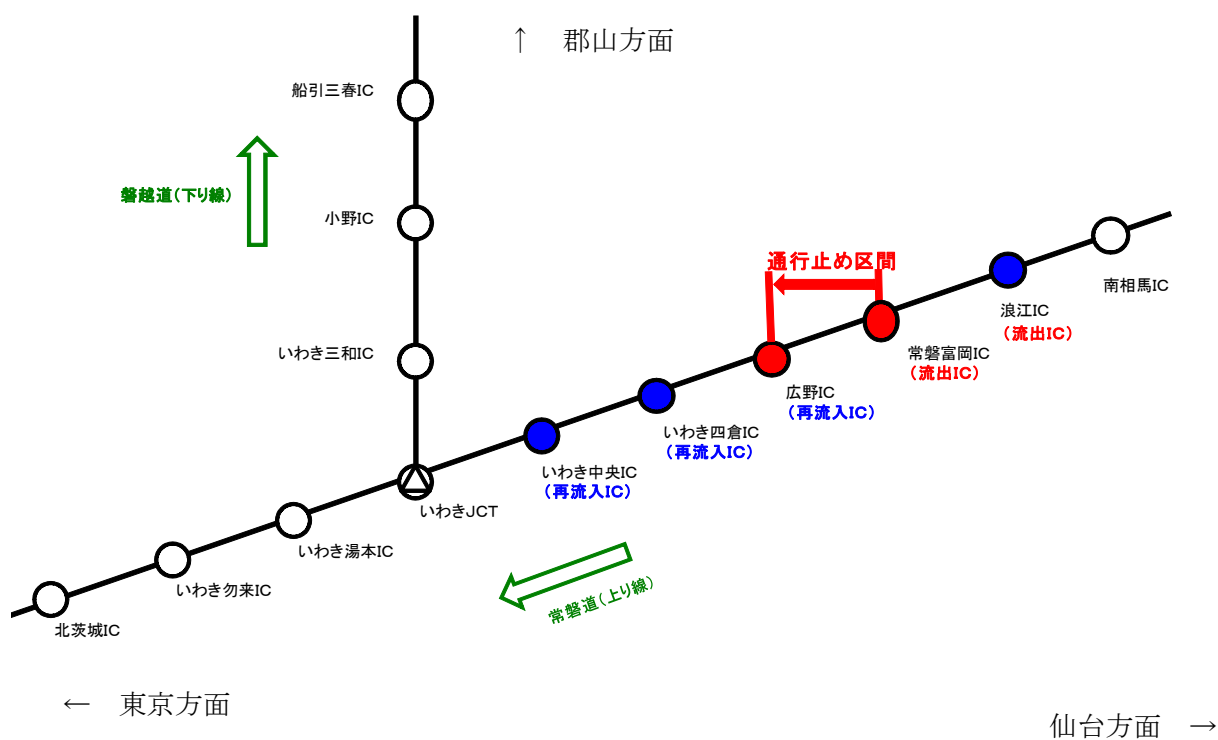 ↑ 郡山方面
船引三春IC
磐越道(下り線)
小野IC
通行止め区間
南相馬IC
浪江IC
(流出IC)
いわき三和IC
常磐富岡IC
(流出IC)
広野IC
(再流入IC)
いわき四倉IC
(再流入IC)
いわき中央IC
(再流入IC)
いわきJCT
いわき湯本IC
いわき勿来IC
常磐道(上り線)
北茨城IC
← 東京方面
仙台方面 →